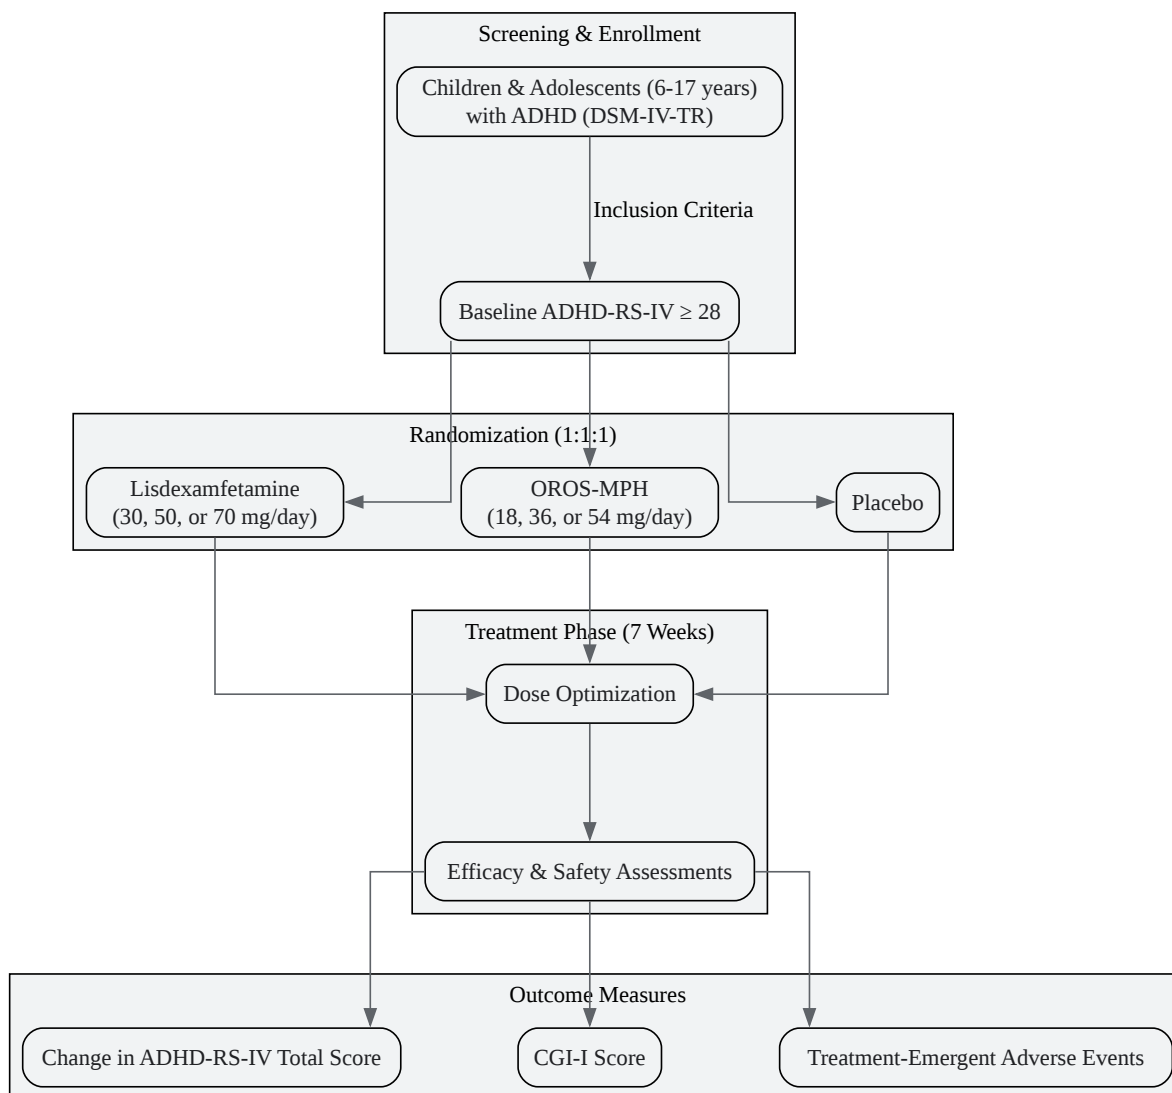 Screening & Enrollment
Children & Adolescents (6-17 years)
with ADHD (DSM-IV-TR)
Inclusion Criteria
Baseline ADHD-RS-IV ≥ 28
Randomization (1:1:1)
Lisdexamfetamine
(30, 50, or 70 mg/day)
OROS-MPH
(18, 36, or 54 mg/day)
Placebo
Treatment Phase (7 Weeks)
Dose Optimization
Efficacy & Safety Assessments
Outcome Measures
Change in ADHD-RS-IV Total Score
CGI-I Score
Treatment-Emergent Adverse Events